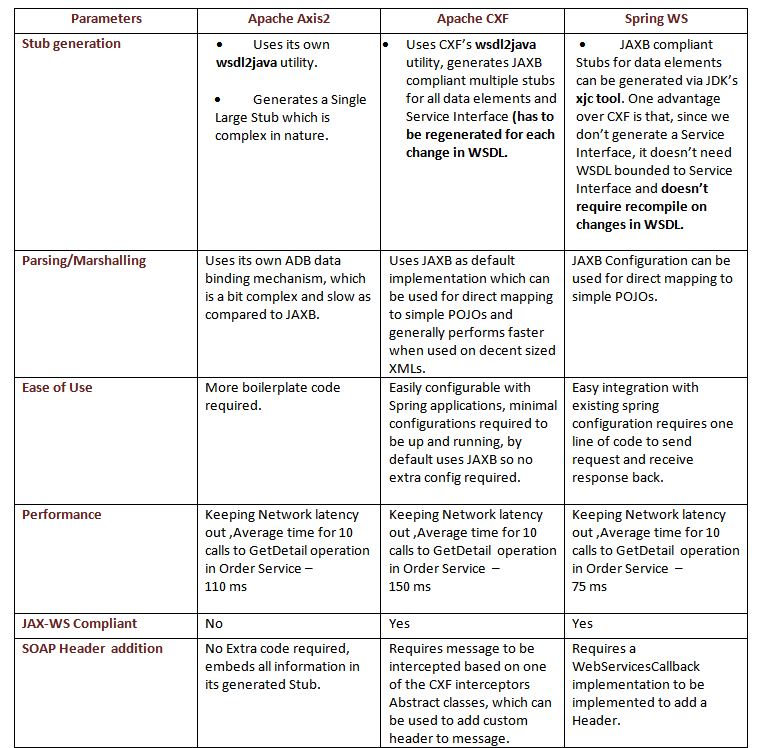 Parameters
Apache Axis2
Apache CXF
Spring WS
Stub generation
• Uses its own
wsdl2java utility.
• Generates a Single
Large Stub which is
complex in nature.
• Uses CXF's wsdl2java
utility, generates JAXB
compliant multiple stubs
for all data elements and
Service Interface (has to
be regenerated for each
change in WSDL.
• JAXB compliant
Stubs for data elements
can be generated via JDK's
xjc tool. One advantage
over CXF is that, since we
don't generate a Service
Interface, it doesn't need
WSDL bounded to Service
Interface and doesn't
require recompile on
changes in WSDL.
Parsing/Marshalling
Uses its own ADB data
binding mechanism, which
is a bit complex and slow as
compared to JAXB.
Uses JAXB as default
implementation which can
be used for direct mapping
to simple POJOs and
generally performs faster
when used on decent sized
XMLs.
JAXB Configuration can be
used for direct mapping to
simple POJOs.
Ease of Use
More boilerplate code
required.
Easily configurable with
Spring applications, minimal
configurations required to
be up and running, by
default uses JAXB so no
extra config required.
Easy integration with
existing spring
configuration requires one
line of code to send
request and receive
response back.
Performance
Keeping Network latency
out ,Average time for 10
calls to GetDetail operation
in Order Service –
110 ms
Keeping Network latency
out ,Average time for 10
calls to GetDetail operation
in Order Service –
150 ms
Keeping Network latency
out ,Average time for 10
calls to GetDetail operation
in Order Service –
75 ms
JAX-WS Compliant
No
Yes
Yes
SOAP Header addition
No Extra code required,
embeds all information in
its generated Stub.
Requires message to be
intercepted based on one
of the CXF interceptors
Abstract classes, which can
be used to add custom
header to message.
Requires a
WebServicesCallback
implementation to be
implemented to add a
Header.